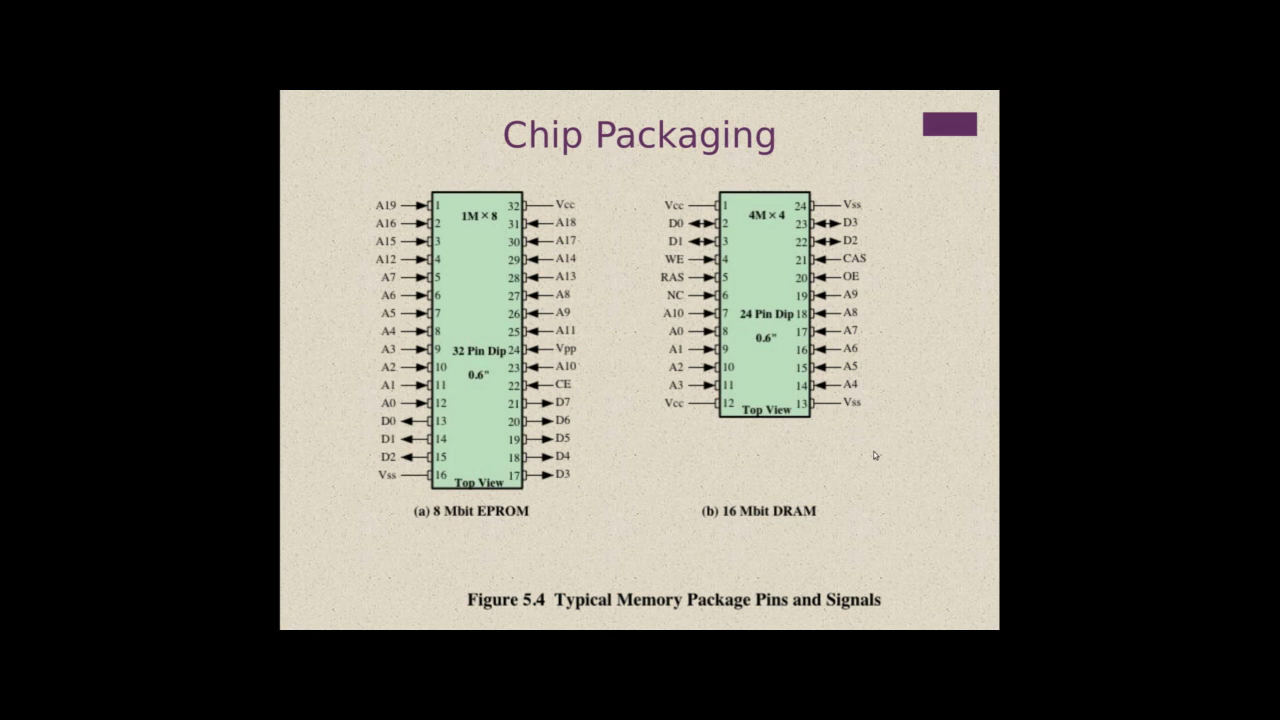 Chip Packaging
A19 1 32 Vcc
1M × 8
A16 2 31 A18
A15 3 30 A17
A12 4 29 A14
A7 5 28 A13
A6 6 27 A8
A5 7 26 A9
A4 8 25 A11
A3 9 32 Pin Dip 24 Vpp
A2 10 23 A10
0.6"
A1 11 22 CE
A0 12 21 D7
D0 13 20 D6
D1 14 19 D5
D2 15 18 D4
Vss 16 17 D3
Top View
(a) 8 Mbit EPROM
Vcc 1 24 Vss
4M × 4
D0 2 23 D3
D1 3 22 D2
WE 4 21 CAS
RAS 5 20 OE
NC 6 19 A9
A10 7 24 Pin Dip 18 A8
A0 8 17 A7
0.6"
A1 9 16 A6
A2 10 15 A5
A3 11 14 A4
Vcc 12 13 Vss
Top View
(b) 16 Mbit DRAM
Figure 5.4 Typical Memory Package Pins and Signals